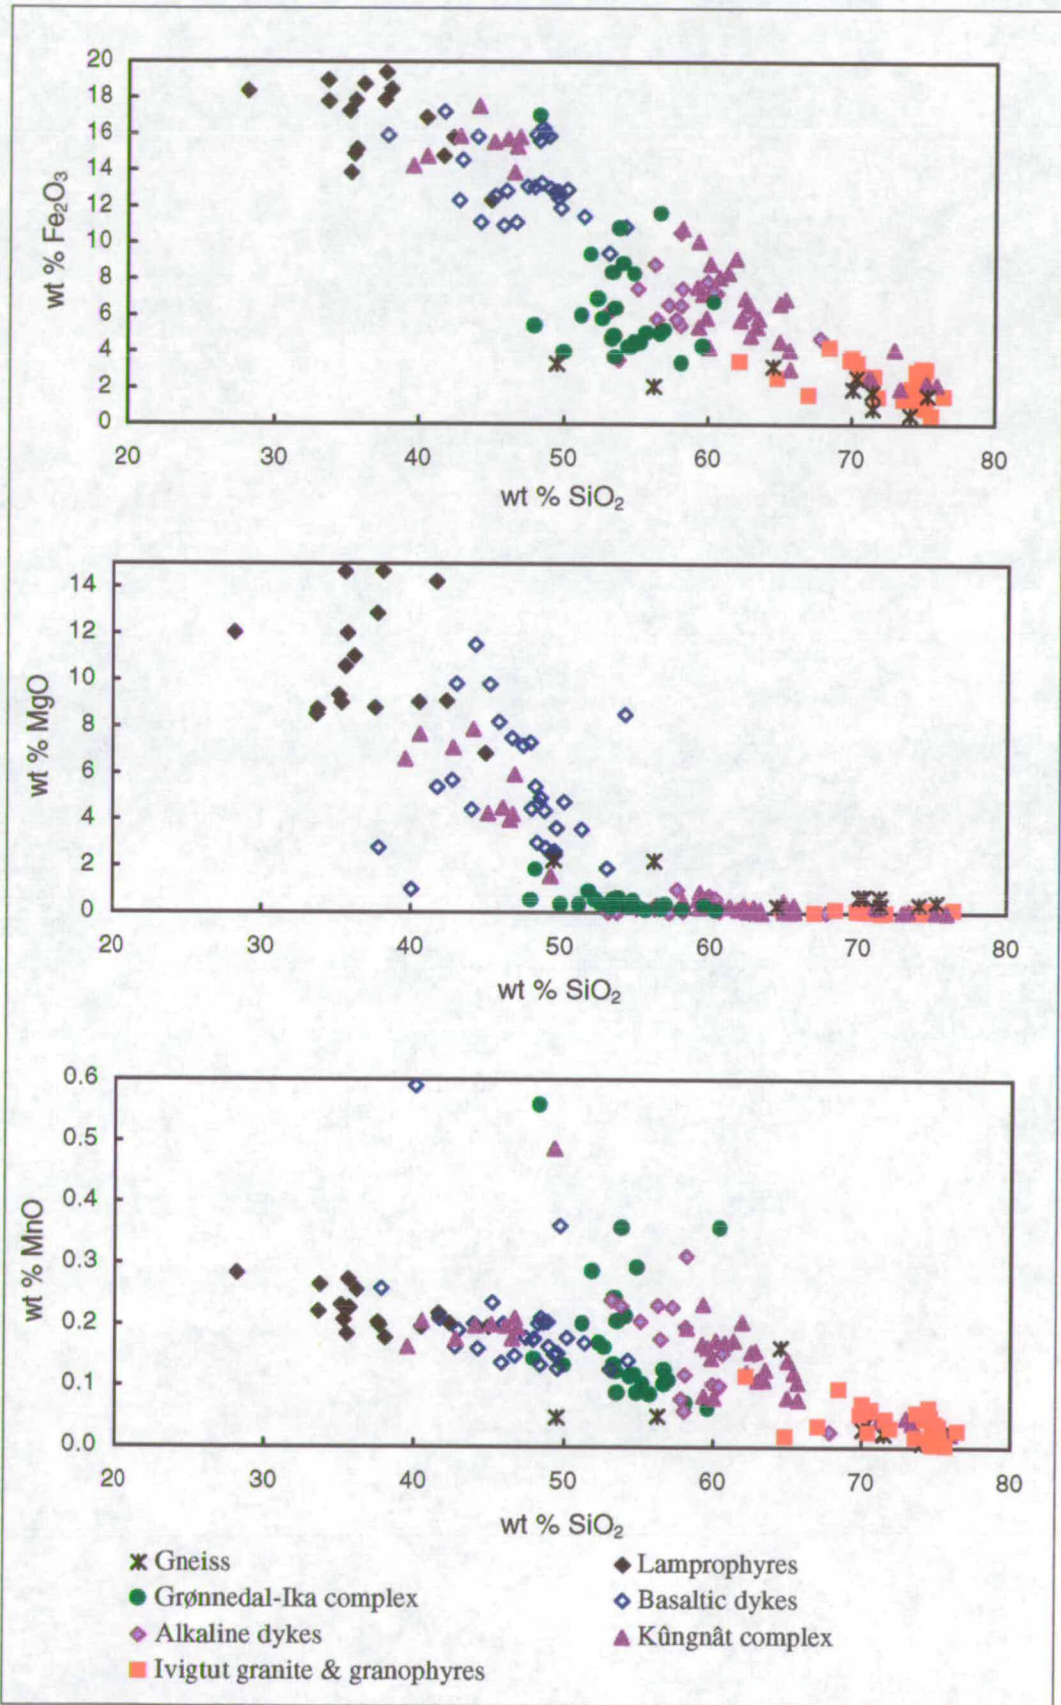 20
18
16
14
12
10
8
6
4
2
0
wt % Fe₂O₃
20 30 40 50 60 70 80
wt % SiO₂
14
12
10
8
6
4
2
0
wt % MgO
20 30 40 50 60 70 80
wt % SiO₂
0.6
0.5
0.4
0.3
0.2
0.1
0.0
wt % MnO
20 30 40 50 60 70 80
wt % SiO₂
Gneiss
Lamprophyres
Grønnedal-Ika complex
Basaltic dykes
Alkaline dykes
Kûngnât complex
Ivigtut granite & granophyres